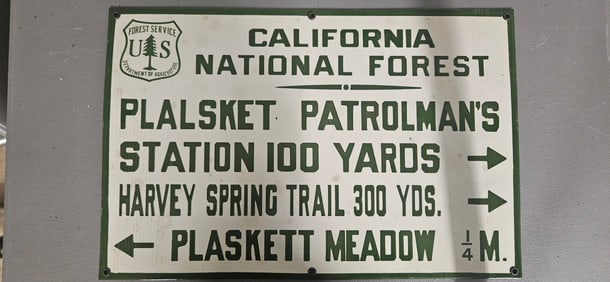 FOREST SERVICE
U S
DEPARTMENT OF AGRICULTURE
CALIFORNIA
NATIONAL FOREST
PLALSKET PATROLMAN'S
STATION 100 YARDS →
HARVEY SPRING TRAIL 300 YDS. →
← PLASKETT MEADOW 1/4 M.